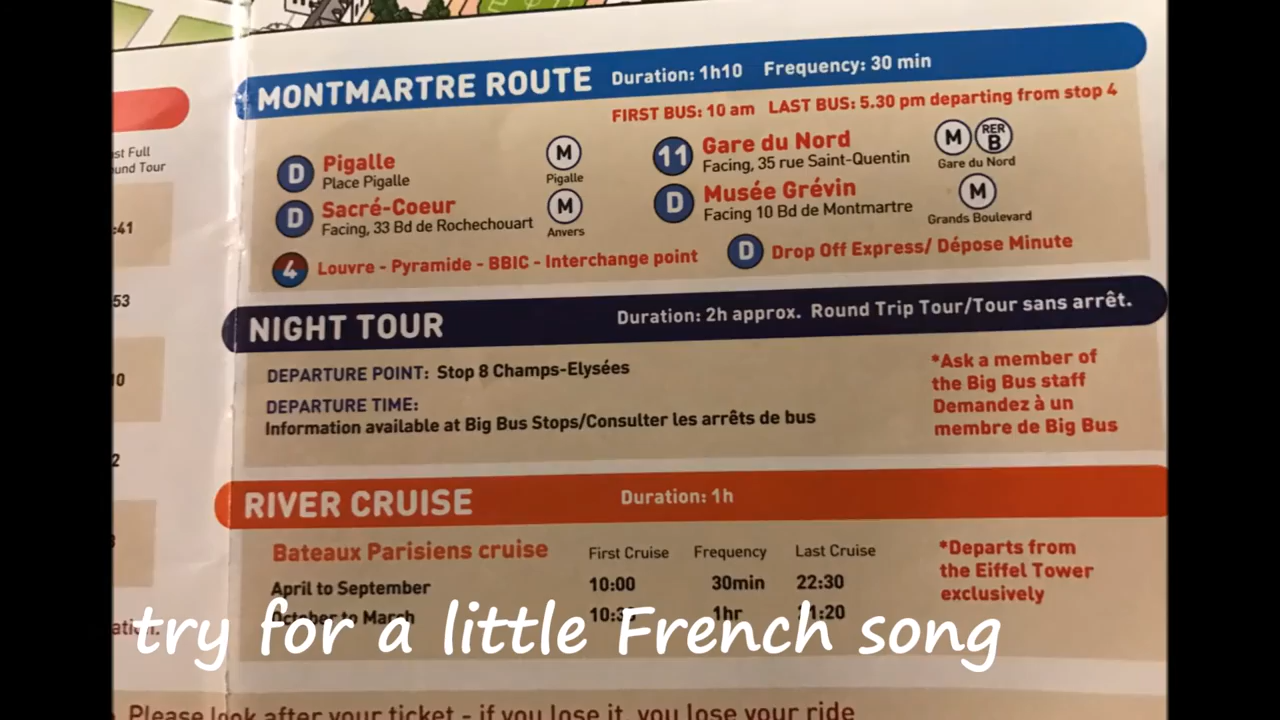 MONTMARTRE ROUTE Duration: 1h10 Frequency: 30 min
FIRST BUS: 10 am LAST BUS: 5.30 pm departing from stop 4
D Pigalle
Place Pigalle
M
Pigalle
D Sacré-Coeur
Facing, 33 Bd de Rochechouart
M
Anvers
11 Gare du Nord
Facing, 35 rue Saint-Quentin
M RER B
Gare du Nord
D Musée Grévin
Facing 10 Bd de Montmartre
M
Grands Boulevard
4 Louvre - Pyramide - BBIC - Interchange point
D Drop Off Express/ Dépose Minute
NIGHT TOUR Duration: 2h approx. Round Trip Tour/Tour sans arrêt.
DEPARTURE POINT: Stop 8 Champs-Elysées
DEPARTURE TIME:
Information available at Big Bus Stops/Consulter les arrêts de bus
*Ask a member of
the Big Bus staff
Demandez à un
membre de Big Bus
RIVER CRUISE Duration: 1h
Bateaux Parisiens cruise First Cruise Frequency Last Cruise
April to September 10:00 30min 22:30
October to March 1hr
*Departs from
the Eiffel Tower
exclusively
try for a little French song
Please look after your ticket - if you lose it, you lose your ride
Full
Tour
:41
53